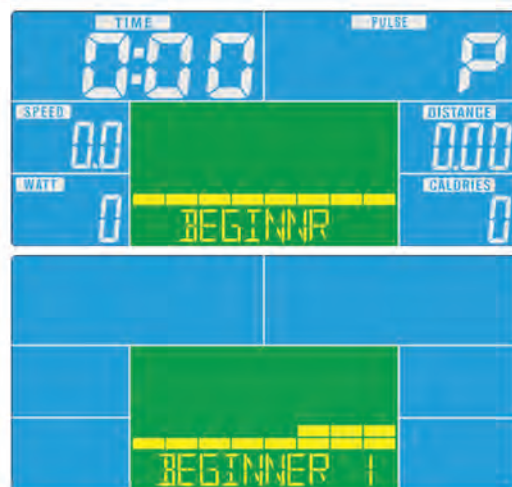 TIME PULSE
0:00 P
SPEED DISTANCE
0.0 0.00
WATT CALORIES
0 BEGINNR 0
BEGINNER 1